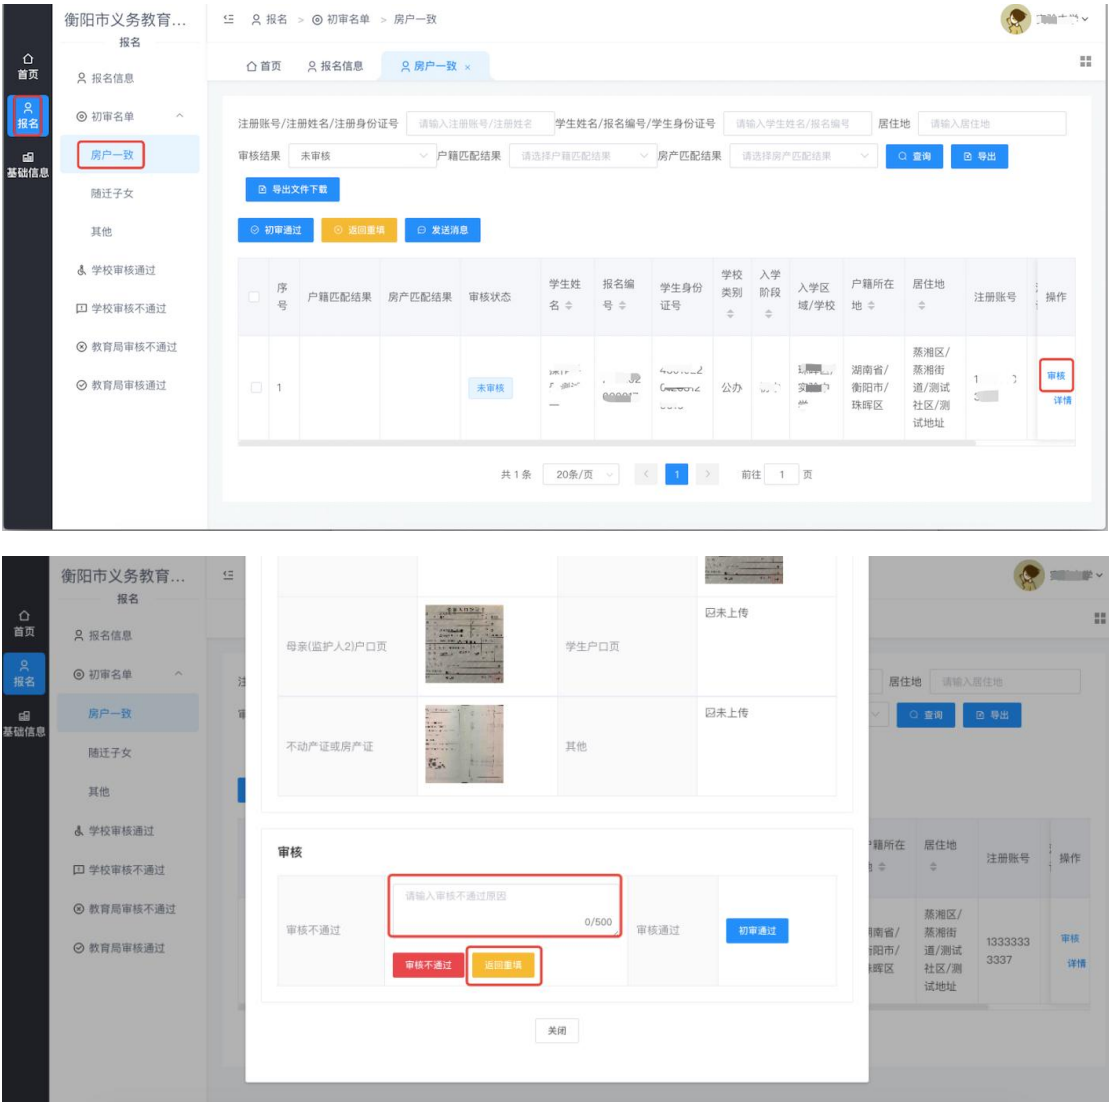 衡阳市义务教育...
报名
报名 > 初审名单 > 房户一致
首页
报名
基础信息
报名信息
初审名单
房户一致
随迁子女
其他
学校审核通过
学校审核不通过
教育局审核不通过
教育局审核通过
首页 报名信息 房户一致 ×
注册账号/注册姓名/注册身份证号 请输入注册账号/注册姓名 学生姓名/报名编号/学生身份证号 请输入学生姓名/报名编号 居住地 请输入居住地
审核结果 未审核 户籍匹配结果 请选择户籍匹配结果 房产匹配结果 请选择房产匹配结果 查询 导出
导出文件下载
初审通过 返回重填 发送消息
序号 户籍匹配结果 房产匹配结果 审核状态 学生姓名 报名编号 学生身份证号 学校类别 入学阶段 入学区域/学校 户籍所在地 居住地 注册账号 操作
1 未审核 公办 湖南省/衡阳市/珠晖区 蒸湘区/蒸湘街道/测试社区/测试地址 审核
详情
共 1 条 20条/页 < 1 > 前往 1 页
衡阳市义务教育...
报名
首页
报名
基础信息
报名信息
初审名单
房户一致
随迁子女
其他
学校审核通过
学校审核不通过
教育局审核不通过
教育局审核通过
母亲(监护人2)户口页 学生户口页 未上传
不动产证或房产证 其他 未上传
审核
审核不通过 请输入审核不通过原因
0/500
审核不通过 返回重填
审核通过 初审通过
关闭
居住地 请输入居住地
查询 导出
籍所在 居住地 注册账号 操作
蒸湘区/
蒸湘街
道/测试
社区/测
试地址
1333333
3337
审核
详情